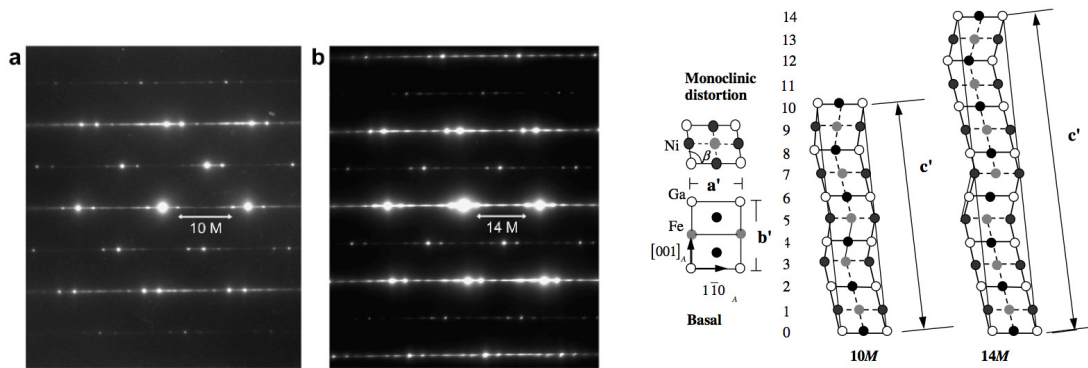 a
b
10 M
14 M
Monoclinic
distortion
Ni
β
a'
Ga
Fe
b'
[001]A
11̄0 A
Basal
14
13
12
11
10
9
8
7
6
5
4
3
2
1
0
c'
c'
10M
14M